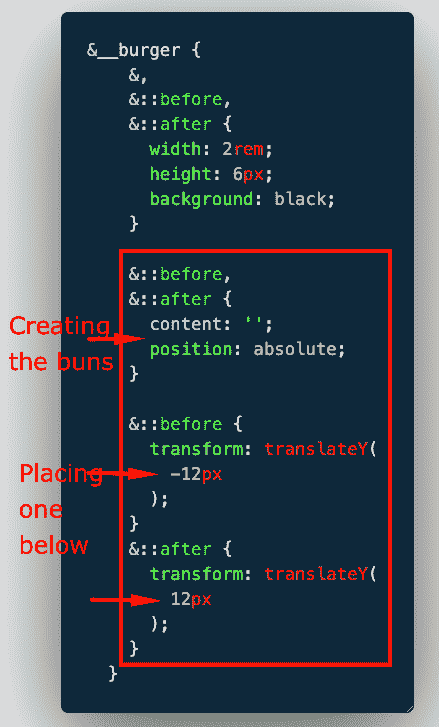 &__burger {
&,
&::before,
&::after {
width: 2rem;
height: 6px;
background: black;
}
&::before,
&::after {
content: '';
position: absolute;
}
&::before {
transform: translateY(
-12px
);
}
&::after {
transform: translateY(
12px
);
}
}
Creating
the buns
Placing
one
below